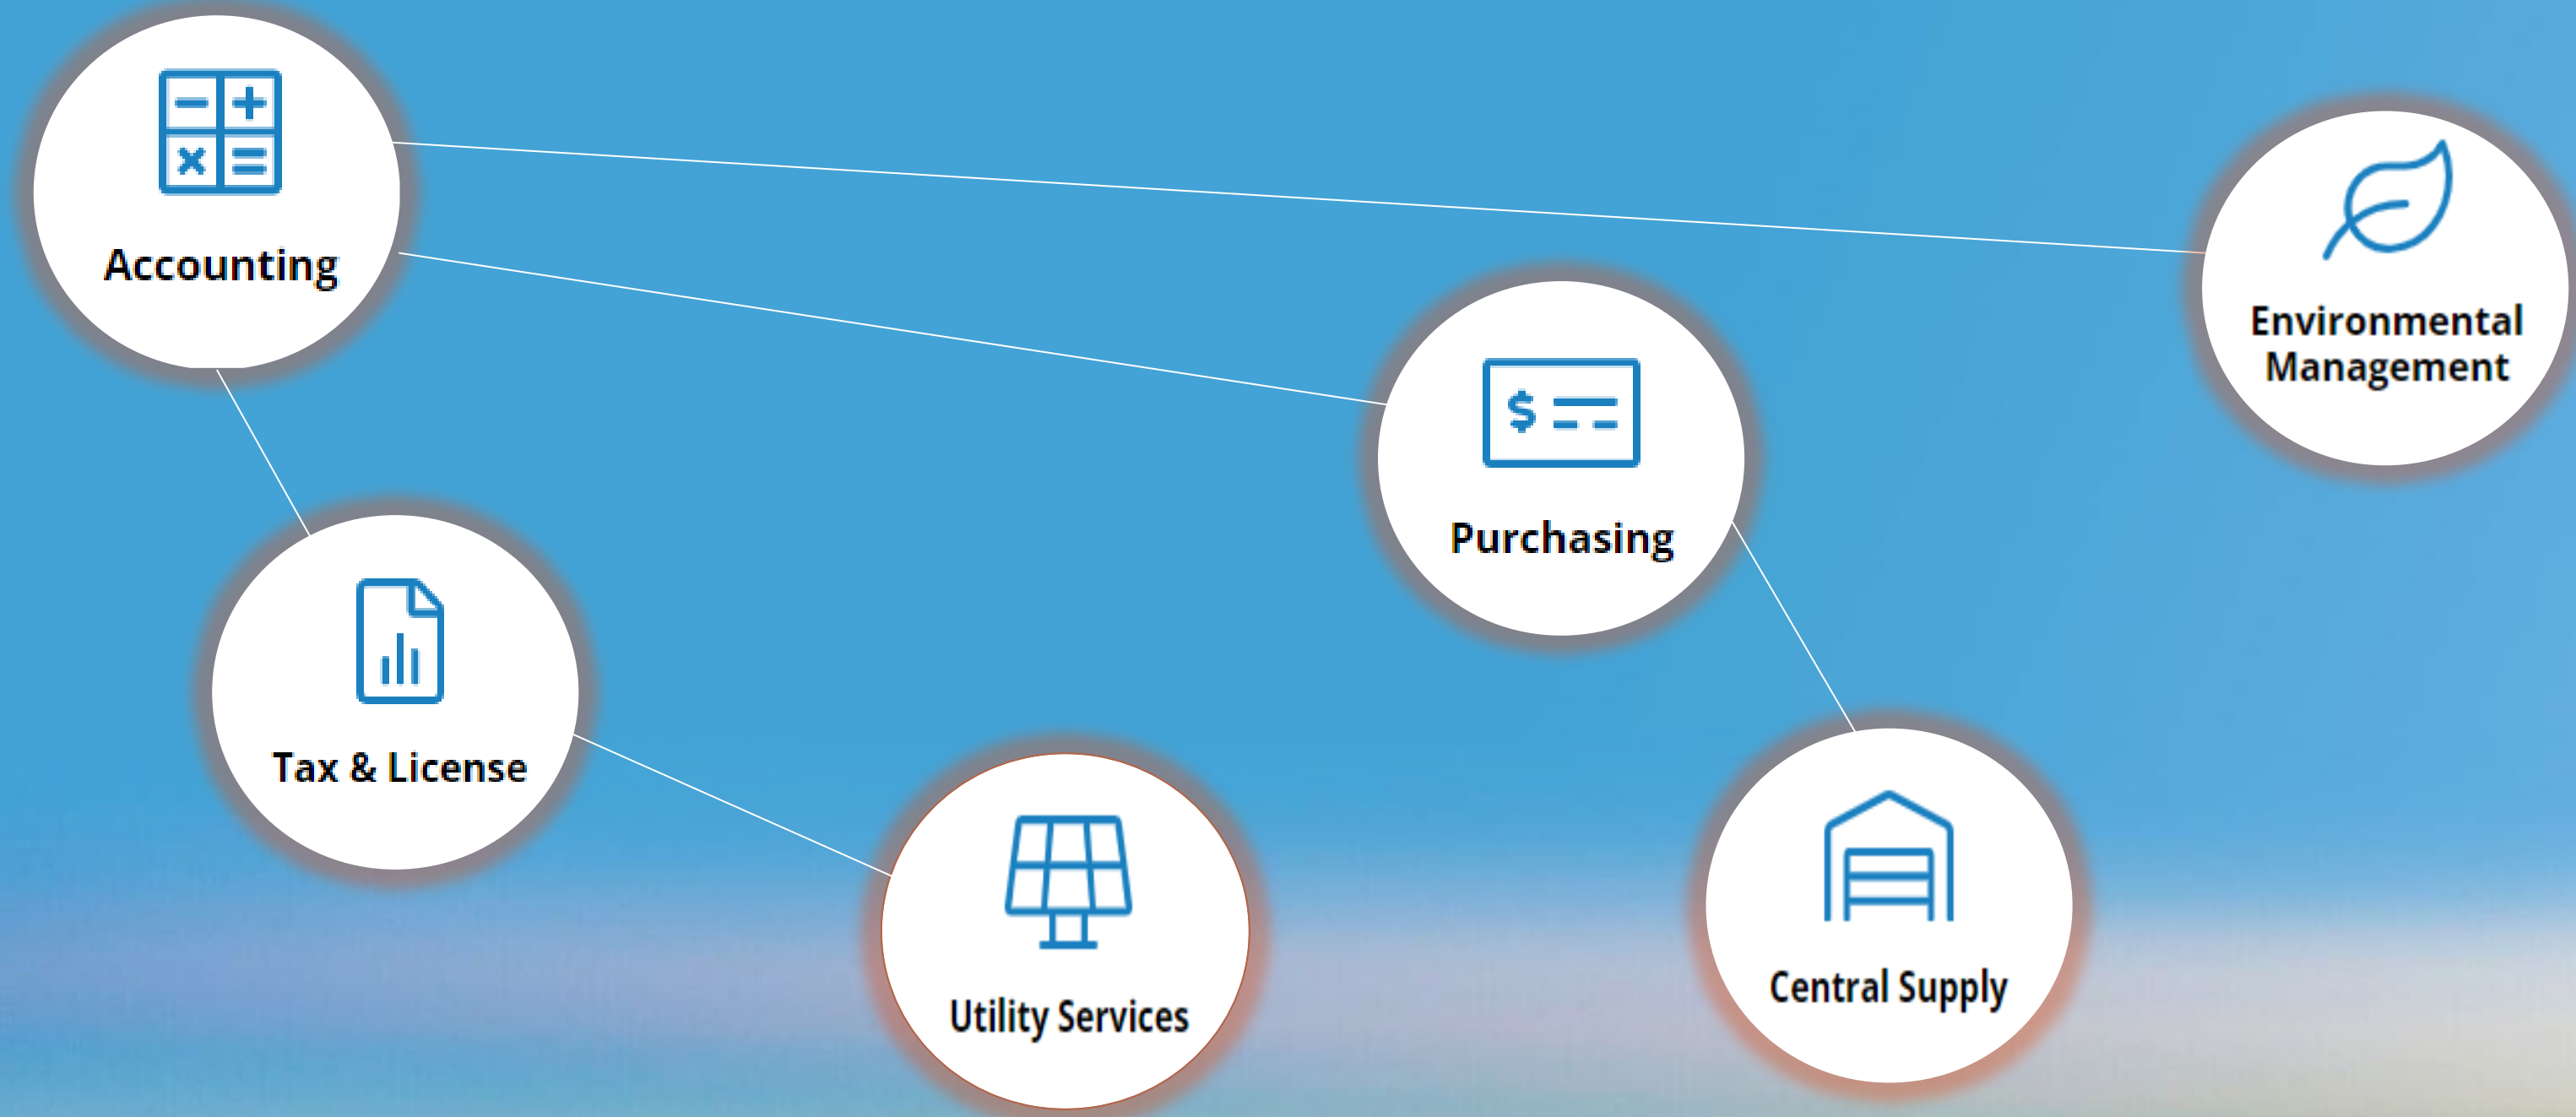 Accounting
Environmental
Management
Purchasing
Tax & License
Utility Services
Central Supply